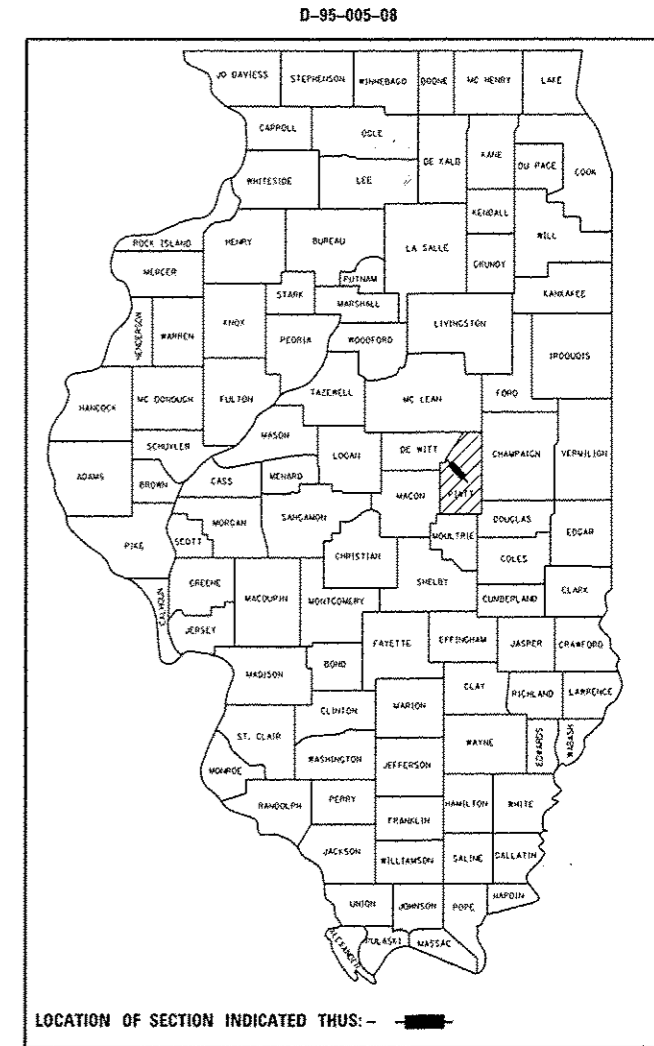 D-95-005-08
JO DAVIESS STEPHENSON WINNEBAGO BOONE MC HENRY LAKE
CARROLL OGLE
DE KALB KANE
DU PAGE COOK
WHITESIDE LEE
KENDALL
WILL
ROCK ISLAND HENRY BUREAU LA SALLE
GRUNDY
MERCER PUTNAM
KANKAKEE
STARK MARSHALL
HENDERSON WARREN KNOX LIVINGSTON
PEORIA WOODFORD
IROQUOIS
HANCOCK MC DONOUGH FULTON TAZEWELL MC LEAN FORD
MASON
SCHUYLER LOGAN DE WITT CHAMPAIGN VERMILION
ADAMS BROWN CASS MENARD
MACON PIATT
MORGAN SANGAMON
DOUGLAS
PIKE SCOTT MOULTRIE EDGAR
CHRISTIAN COLES
GREENE SHELBY
CALHOUN MACOUPIN MONTGOMERY CUMBERLAND CLARK
JERSEY
FAYETTE EFFINGHAM JASPER CRAWFORD
BOND
MADISON CLAY
RICHLAND LAWRENCE
CLINTON MARION
ST. CLAIR WAYNE EDWARDS WABASH
WASHINGTON
MONROE JEFFERSON
RANDOLPH PERRY HAMILTON WHITE
FRANKLIN
JACKSON WILLIAMSON SALINE GALLATIN
UNION JOHNSON POPE HARDIN
ALEXANDER PULASKI MASSAC
LOCATION OF SECTION INDICATED THUS: -